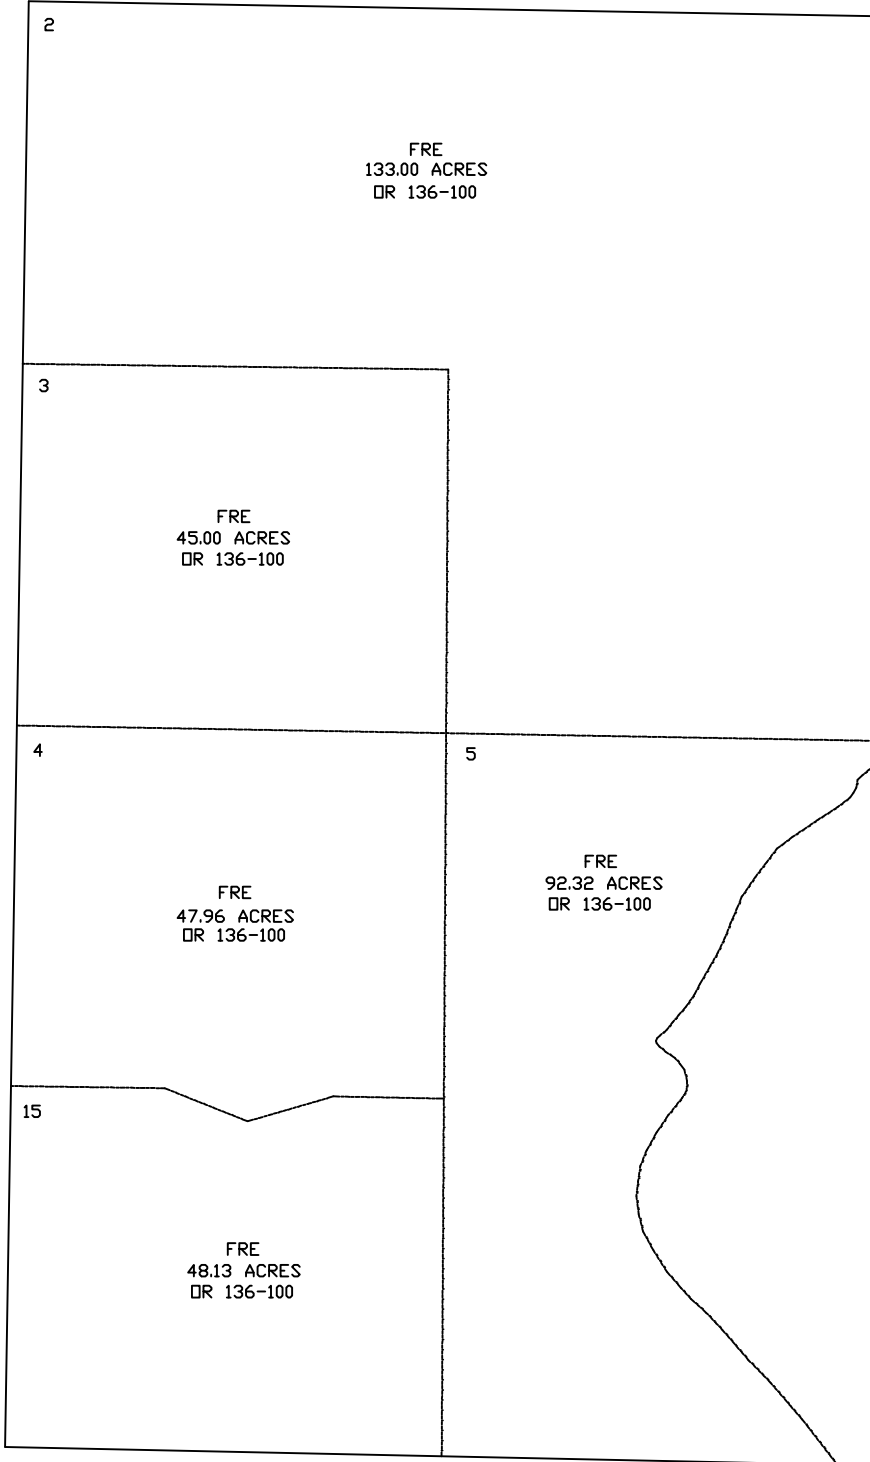 2
FRE
133.00 ACRES
OR 136-100
3
FRE
45.00 ACRES
OR 136-100
4
FRE
47.96 ACRES
OR 136-100
5
FRE
92.32 ACRES
OR 136-100
15
FRE
48.13 ACRES
OR 136-100